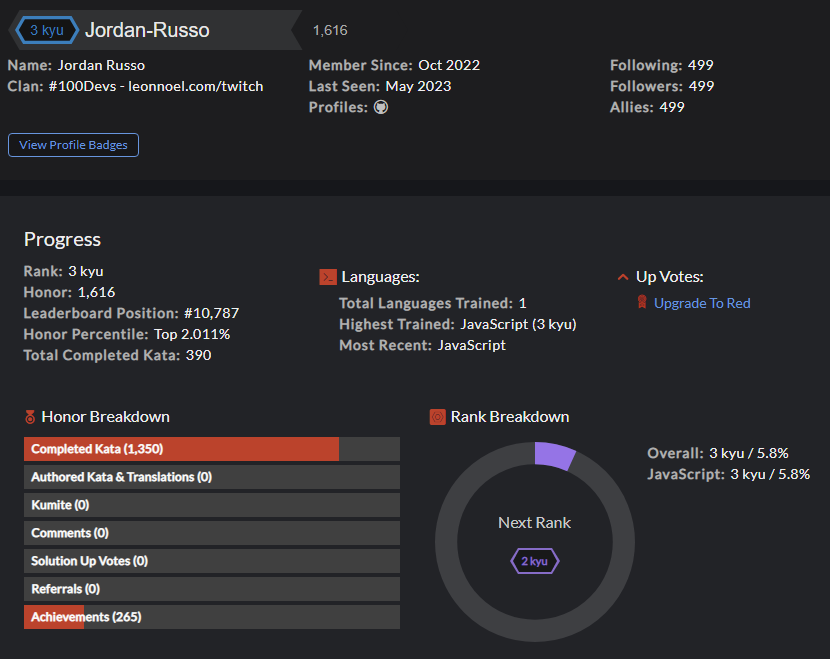 3 kyu Jordan-Russo 1,616
Name: Jordan Russo
Clan: #100Devs - leonnoel.com/twitch
Member Since: Oct 2022
Last Seen: May 2023
Profiles:
Following: 499
Followers: 499
Allies: 499
View Profile Badges
Progress
Rank: 3 kyu
Honor: 1,616
Leaderboard Position: #10,787
Honor Percentile: Top 2.011%
Total Completed Kata: 390
Languages:
Total Languages Trained: 1
Highest Trained: JavaScript (3 kyu)
Most Recent: JavaScript
Up Votes:
Upgrade To Red
Honor Breakdown
Completed Kata (1,350)
Authored Kata & Translations (0)
Kumite (0)
Comments (0)
Solution Up Votes (0)
Referrals (0)
Achievements (265)
Rank Breakdown
Next Rank
2 kyu
Overall: 3 kyu / 5.8%
JavaScript: 3 kyu / 5.8%